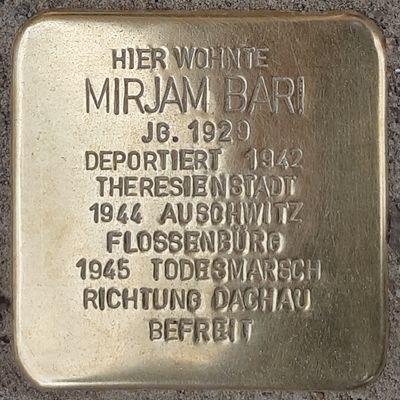 HIER WOHNTE
MIRJAM BARI
JG. 1929
DEPORTIERT 1942
THERESIENSTADT
1944 AUSCHWITZ
FLOSSENBÜRG
1945 TODESMARSCH
RICHTUNG DACHAU
BEFREIT